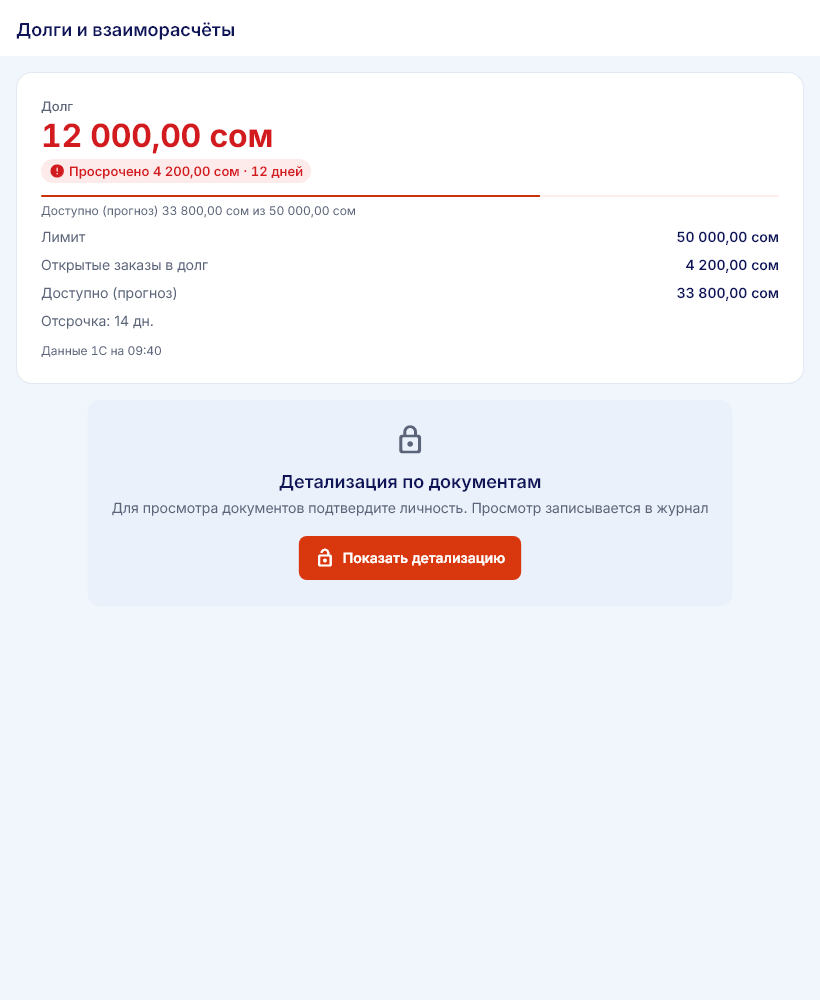 Долги и взаиморасчёты
Долг
12 000,00 сом
Просрочено 4 200,00 сом · 12 дней
Доступно (прогноз) 33 800,00 сом из 50 000,00 сом
Лимит 50 000,00 сом
Открытые заказы в долг 4 200,00 сом
Доступно (прогноз) 33 800,00 сом
Отсрочка: 14 дн.
Данные 1С на 09:40
Детализация по документам
Для просмотра документов подтвердите личность. Просмотр записывается в журнал
Показать детализацию